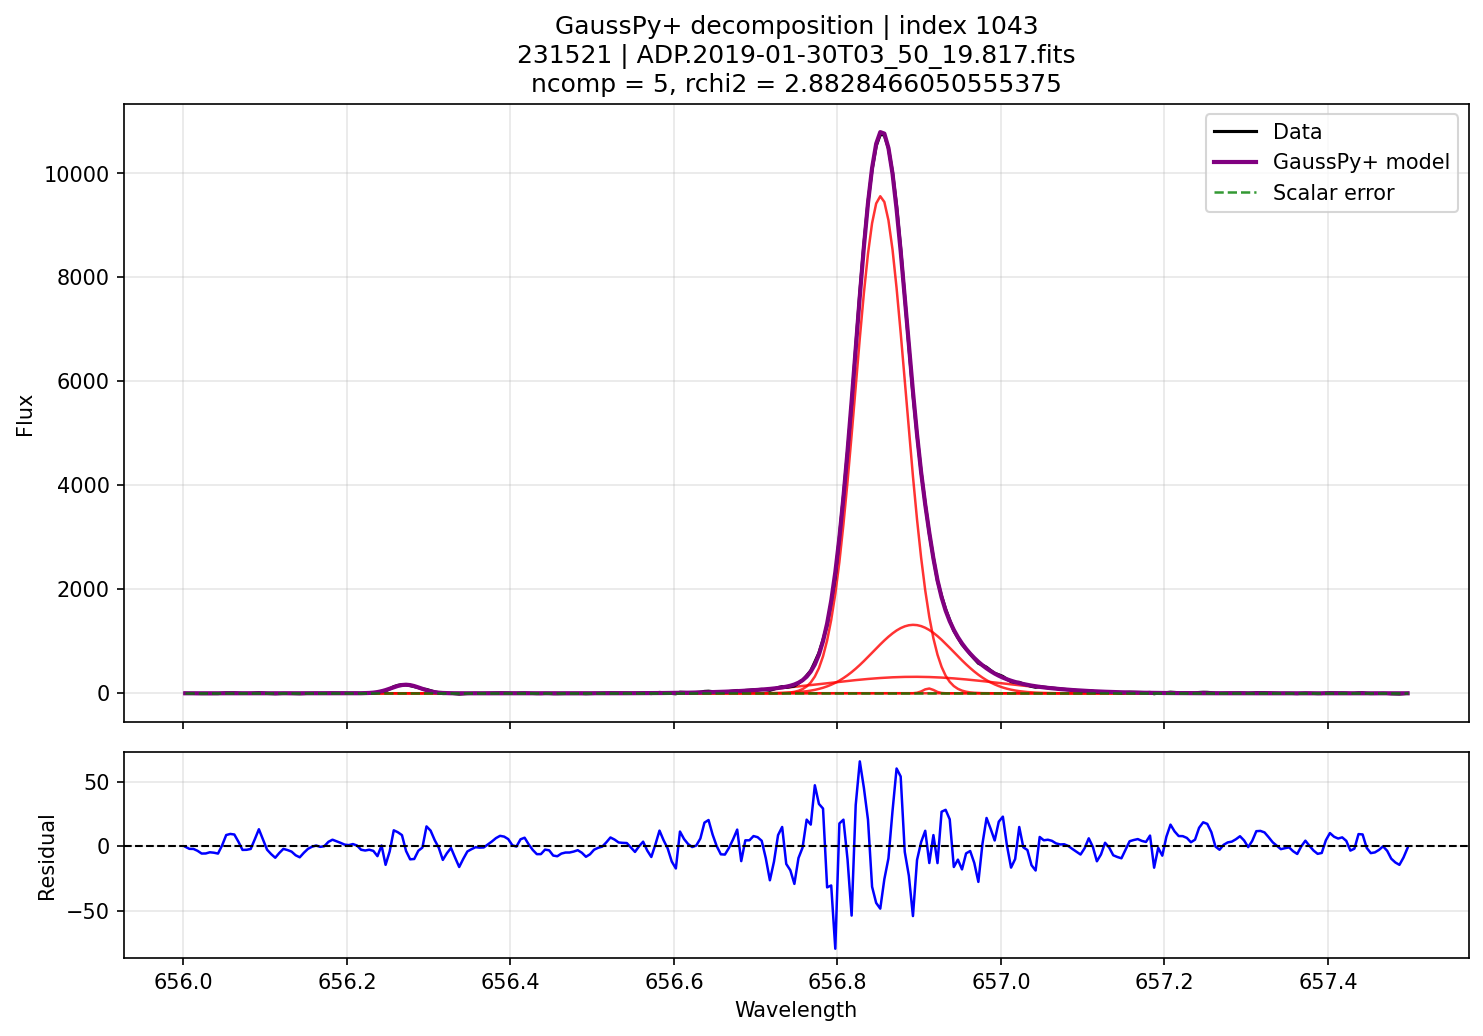 GaussPy+ decomposition | index 1043
231521 | ADP.2019-01-30T03_50_19.817.fits
ncomp = 5, rchi2 = 2.8828466050555375
Data
GaussPy+ model
Scalar error
Flux
10000
8000
6000
4000
2000
0
Residual
50
0
−50
656.0 656.2 656.4 656.6 656.8 657.0 657.2 657.4
Wavelength